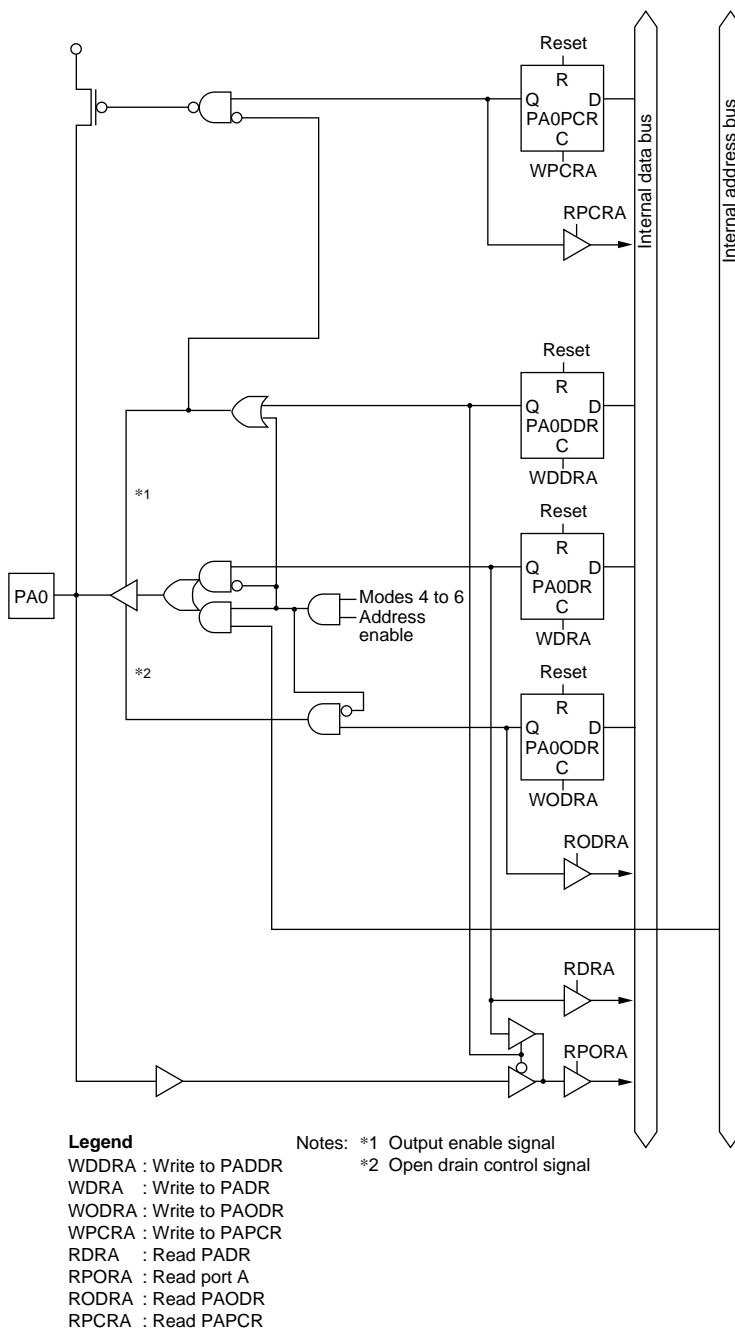 Reset
R
Q D
PA0PCR
C
WPCRA
RPCRA
Internal data bus
Internal address bus
Reset
R
Q D
PA0DDR
C
WDDRA
*1
Reset
R
Q D
PA0DR
C
WDRA
PA0
Modes 4 to 6
Address
enable
*2
Reset
R
Q D
PA0ODR
C
WODRA
RODRA
RDRA
RPORA
Legend
WDDRA : Write to PADDR
WDRA : Write to PADR
WODRA : Write to PAODR
WPCRA : Write to PAPCR
RDRA : Read PADR
RPORA : Read port A
RODRA : Read PAODR
RPCRA : Read PAPCR
Notes: *1 Output enable signal
*2 Open drain control signal